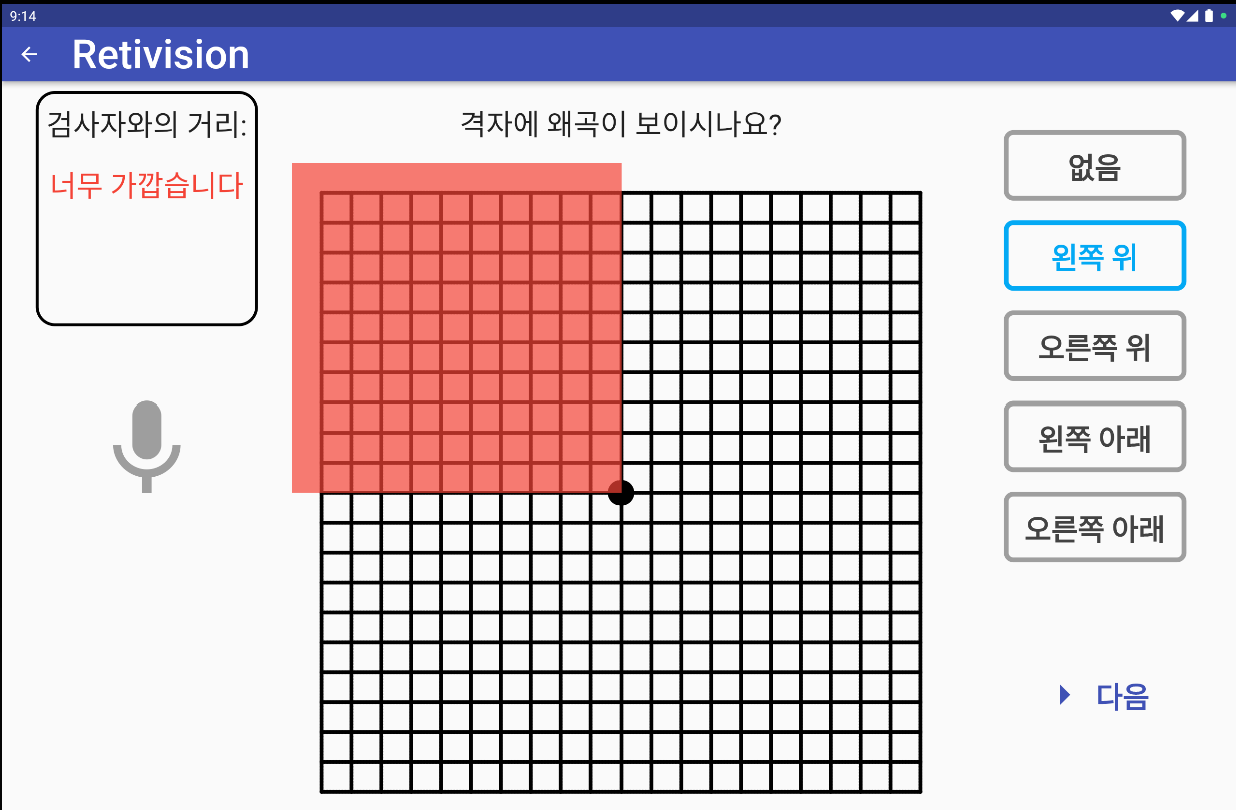 9:14
Retivision
검사자와의 거리:
너무 가깝습니다
격자에 왜곡이 보이시나요?
없음
왼쪽 위
오른쪽 위
왼쪽 아래
오른쪽 아래
다음